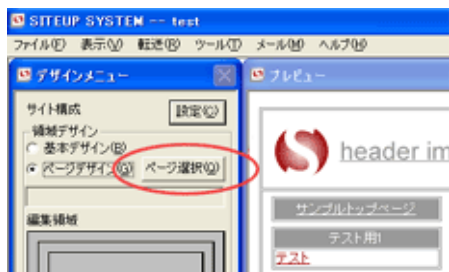 SITEUP SYSTEM -- test
ファイル(F) 表示(V) 転送(R) ツール(T) メール(M) ヘルプ(H)
デザインメニュー
プレビュー
サイト構成
設定(C)
領域デザイン
基本デザイン(B)
ページデザイン(G)
ページ選択(Q)
編集領域
header im
サンプルトップページ
テスト用1
テスト